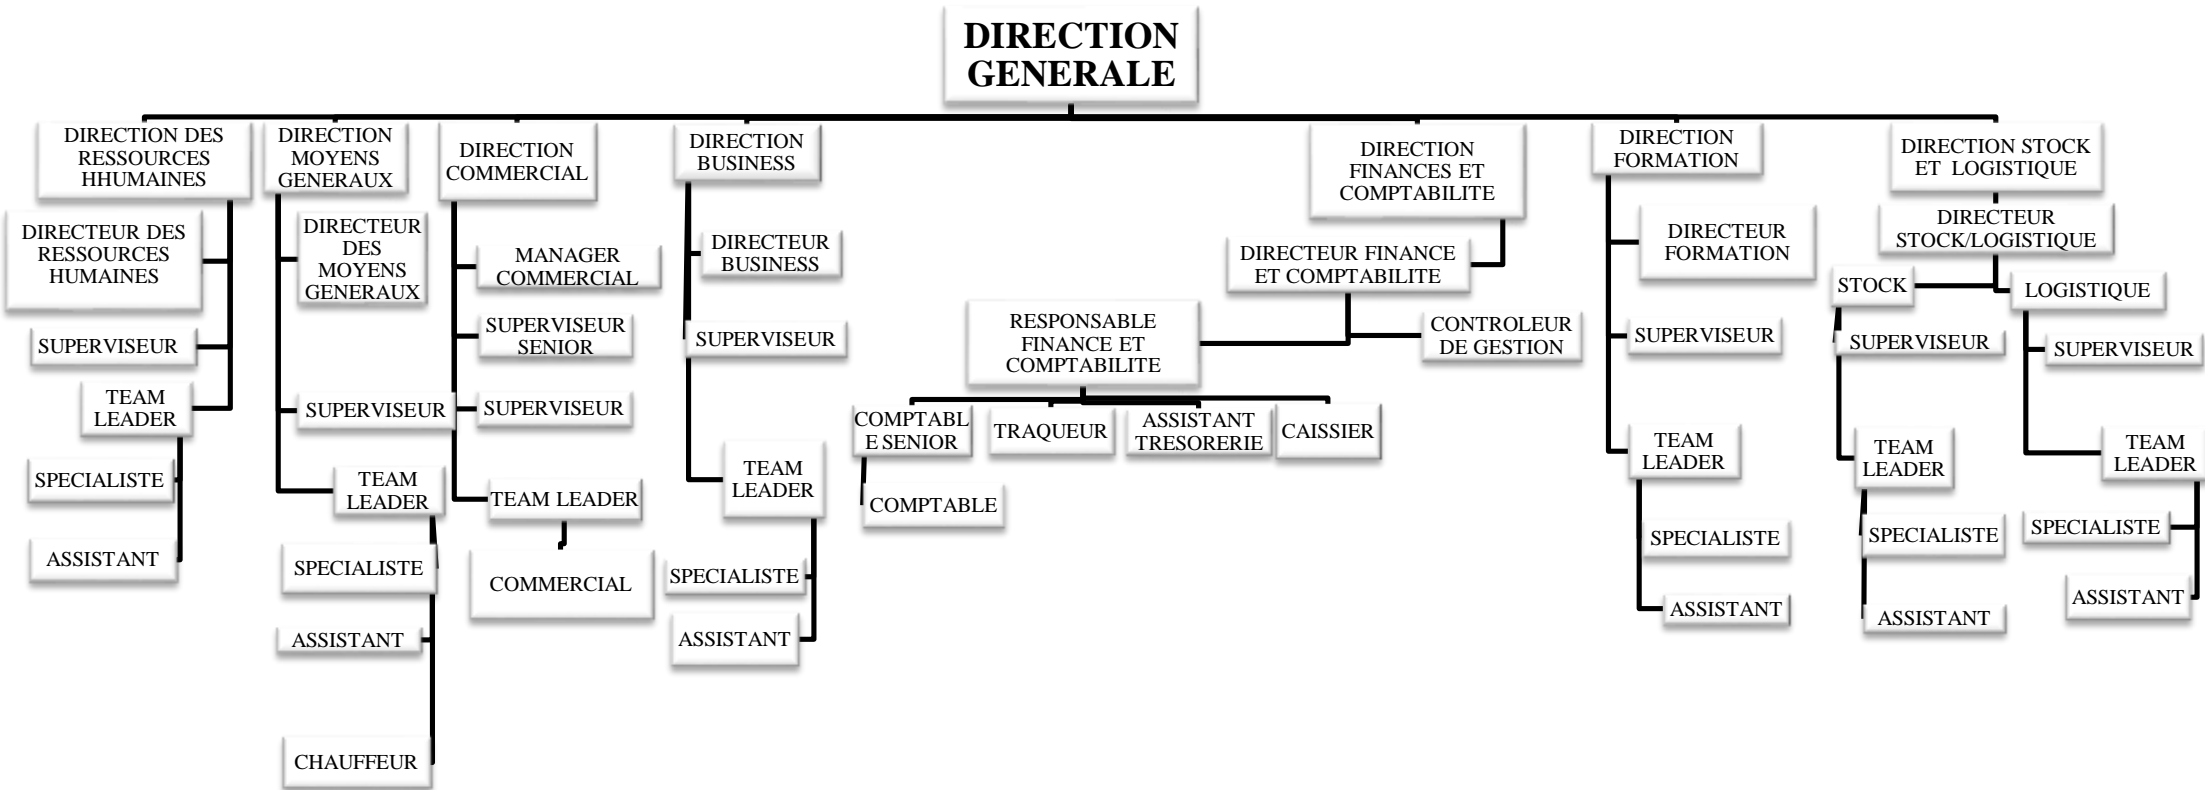 DIRECTION
GENERALE
DIRECTION DES
RESSOURCES
HHUMAINES
DIRECTEUR DES
RESSOURCES
HUMAINES
SUPERVISEUR
TEAM
LEADER
SPECIALISTE
ASSISTANT
DIRECTION
MOYENS
GENERAUX
DIRECTEUR
DES
MOYENS
GENERAUX
SUPERVISEUR
TEAM
LEADER
SPECIALISTE
ASSISTANT
CHAUFFEUR
DIRECTION
COMMERCIAL
MANAGER
COMMERCIAL
SUPERVISEUR
SENIOR
SUPERVISEUR
TEAM LEADER
COMMERCIAL
DIRECTION
BUSINESS
DIRECTEUR
BUSINESS
SUPERVISEUR
TEAM
LEADER
SPECIALISTE
ASSISTANT
DIRECTION
FINANCES ET
COMPTABILITE
DIRECTEUR FINANCE
ET COMPTABILITE
RESPONSABLE
FINANCE ET
COMPTABILITE
CONTROLEUR
DE GESTION
COMPTABL
E SENIOR
COMPTABLE
TRAQUEUR
ASSISTANT
TRESORERIE
CAISSIER
DIRECTION
FORMATION
DIRECTEUR
FORMATION
SUPERVISEUR
TEAM
LEADER
SPECIALISTE
ASSISTANT
DIRECTION STOCK
ET LOGISTIQUE
DIRECTEUR
STOCK/LOGISTIQUE
STOCK
SUPERVISEUR
TEAM
LEADER
SPECIALISTE
ASSISTANT
LOGISTIQUE
SUPERVISEUR
TEAM
LEADER
SPECIALISTE
ASSISTANT